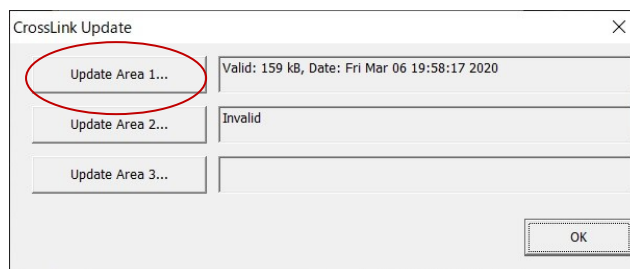 CrossLink Update
Update Area 1...
Valid: 159 kB, Date: Fri Mar 06 19:58:17 2020
Update Area 2...
Invalid
Update Area 3...
OK